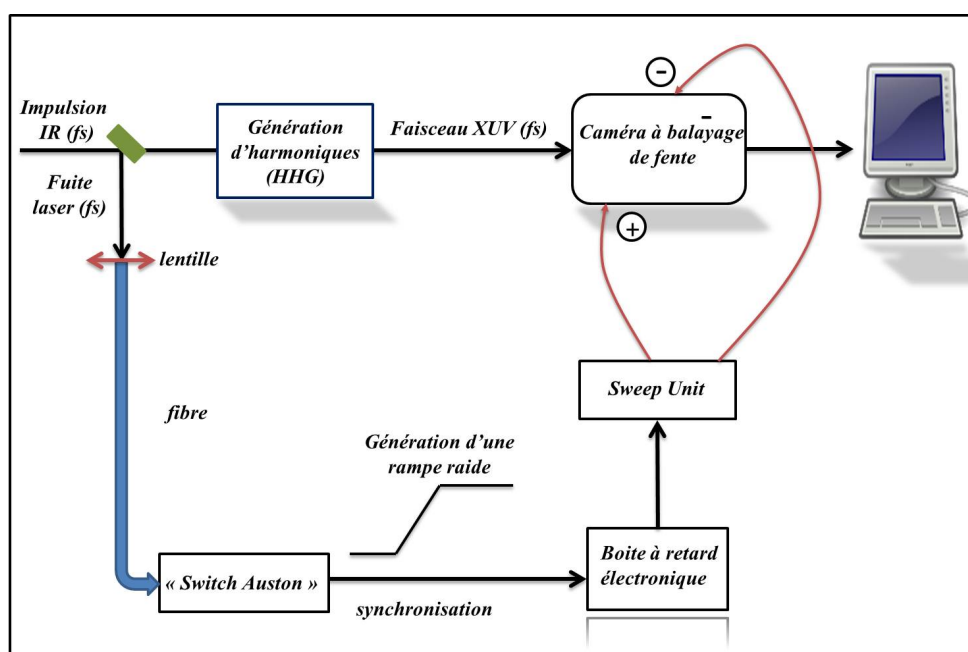 Impulsion
IR (fs)
Génération
d’harmoniques
(HHG)
Faisceau XUV (fs)
-
Caméra à balayage
de fente
-
Fuite
laser (fs)
+
lentille
fibre
Sweep Unit
Génération d’une
rampe raide
« Switch Auston »
synchronisation
Boite à retard
électronique